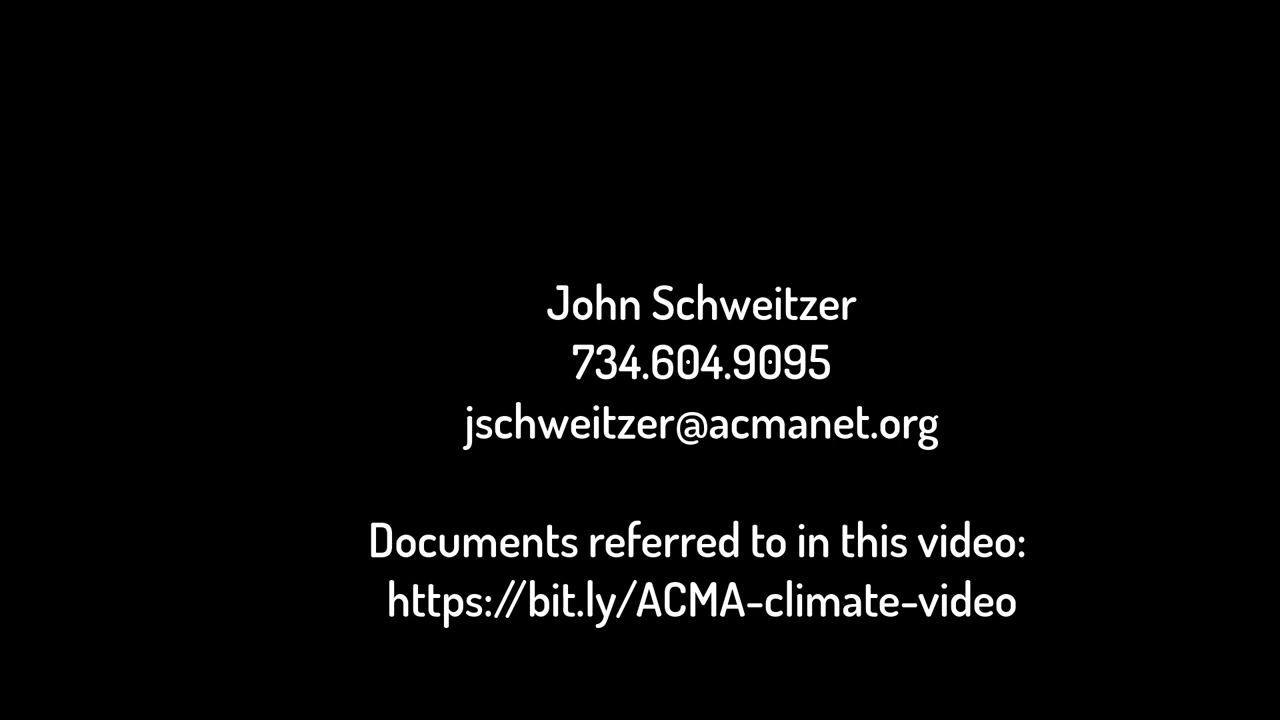 John Schweitzer
734.604.9095
jschweitzer@acmanet.org
Documents referred to in this video:
https://bit.ly/ACMA-climate-video